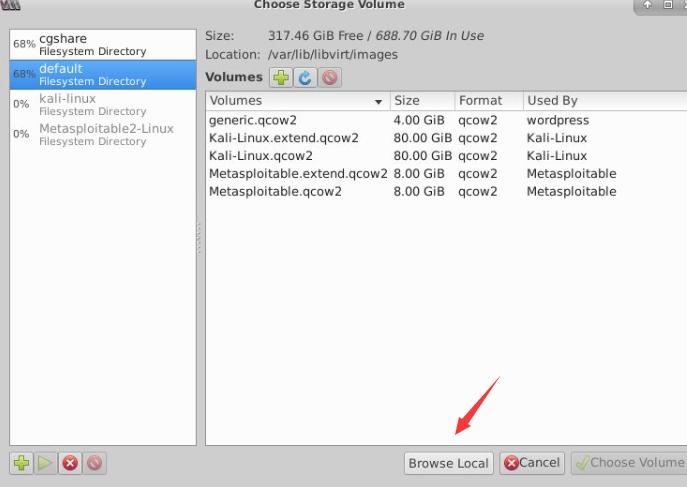 Choose Storage Volume
68% cgshare
Filesystem Directory
68% default
Filesystem Directory
0% kali-linux
Filesystem Directory
0% Metasploitable2-Linux
Filesystem Directory
Size: 317.46 GiB Free / 688.70 GiB In Use
Location: /var/lib/libvirt/images
Volumes
Volumes Size Format Used By
generic.qcow2 4.00 GiB qcow2 wordpress
Kali-Linux.extend.qcow2 80.00 GiB qcow2 Kali-Linux
Kali-Linux.qcow2 80.00 GiB qcow2 Kali-Linux
Metasploitable.extend.qcow2 8.00 GiB qcow2 Metasploitable
Metasploitable.qcow2 8.00 GiB qcow2 Metasploitable
Browse Local Cancel Choose Volume